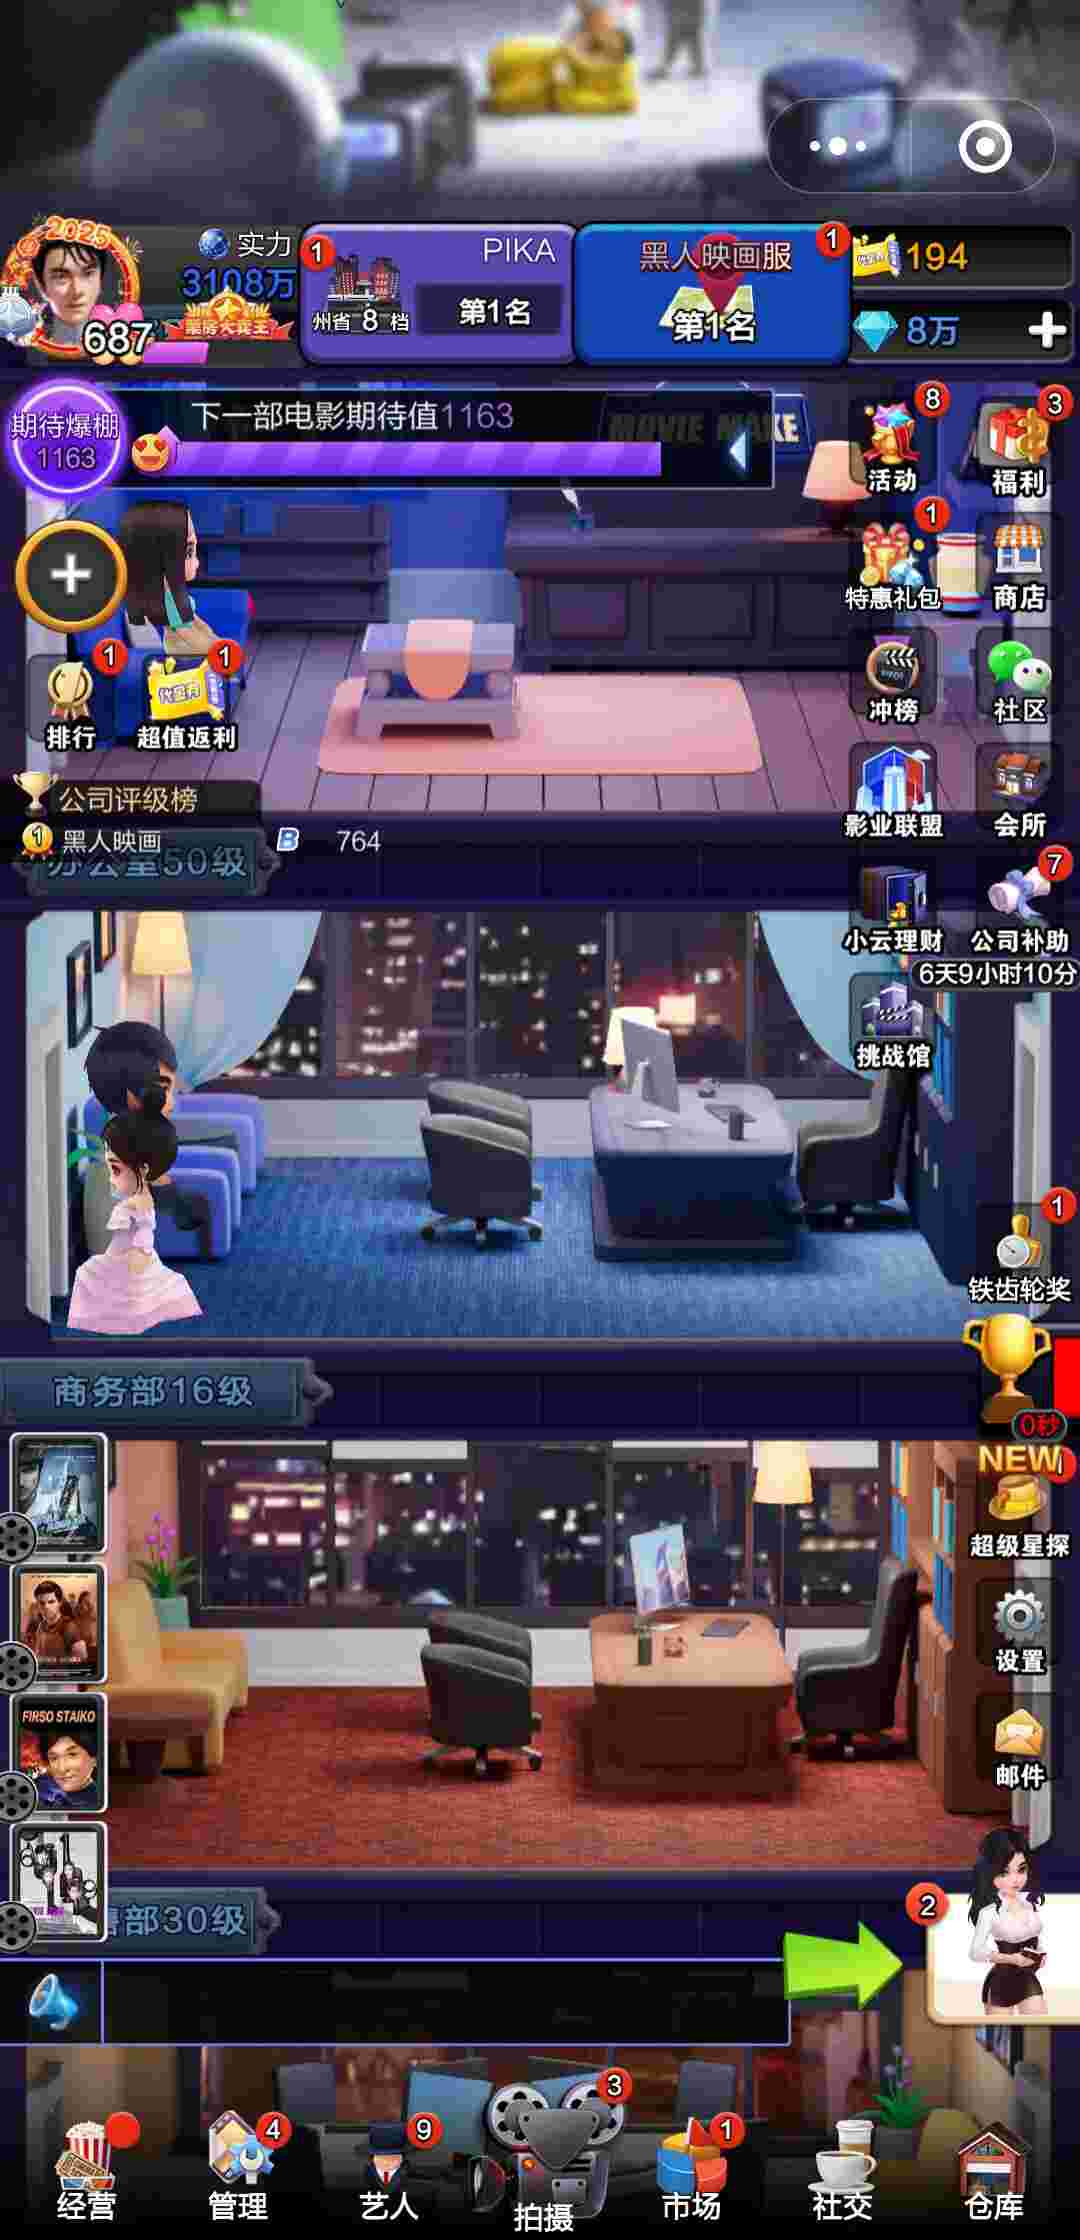 2025
实力
3108万
687
1
PIKA
州省 8 档
第1名
黑人映画服
1
第1名
194
8万
期待爆棚
1163
下一部电影期待值1163
MOVIE MAKE
8
活动
3
福利
1
特惠礼包
商店
冲榜
社区
1
排行
1
超值返利
影业联盟
会所
公司评级榜
1
黑人映画
B
764
办公室50级
小云理财
7
公司补助
6天9小时10分
挑战馆
1
铁齿轮奖
商务部16级
0秒
NEW
超级星探
设置
FIRSO STAIKO
邮件
部30级
2
经营
4
管理
9
艺人
3
拍摄
1
市场
社交
仓库